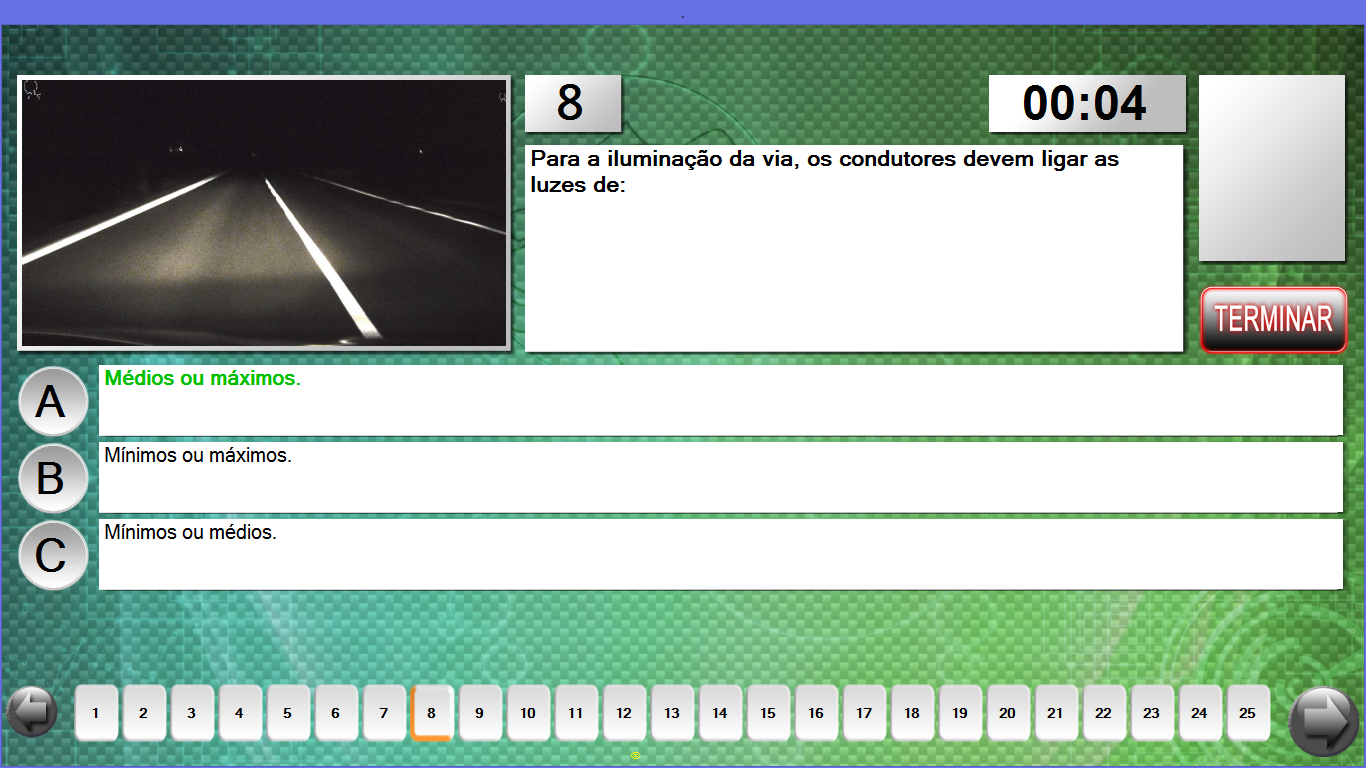 8
00:04
Para a iluminação da via, os condutores devem ligar as
luzes de:
TERMINAR
A
Médios ou máximos.
B
Mínimos ou máximos.
C
Mínimos ou médios.
1 2 3 4 5 6 7 8 9 10 11 12 13 14 15 16 17 18 19 20 21 22 23 24 25